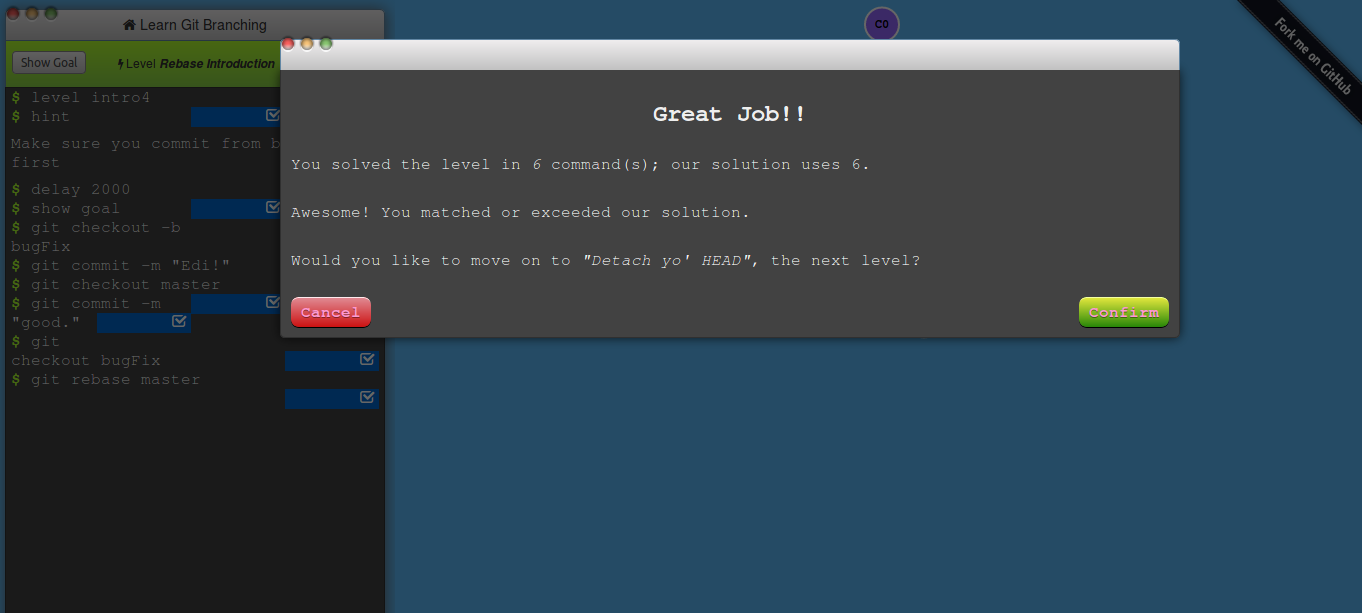 Learn Git Branching
C0
Fork me on GitHub
Show Goal
Level Rebase Introduction
$ level intro4
$ hint
Make sure you commit from b
first
$ delay 2000
$ show goal
$ git checkout -b
bugFix
$ git commit -m "Edi!"
$ git checkout master
$ git commit -m
"good."
$ git
checkout bugFix
$ git rebase master
Great Job!!
You solved the level in 6 command(s); our solution uses 6.
Awesome! You matched or exceeded our solution.
Would you like to move on to "Detach yo' HEAD", the next level?
Cancel
Confirm